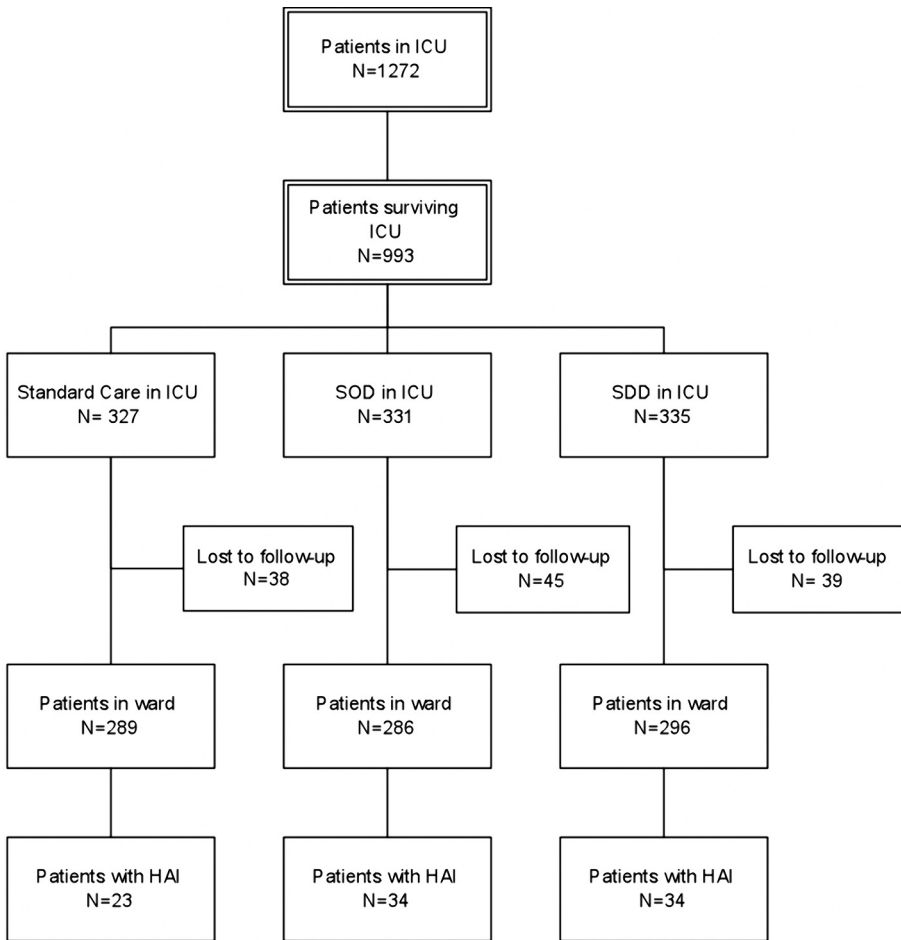 Patients in ICU
N=1272
Patients surviving
ICU
N=993
Standard Care in ICU
N= 327
SOD in ICU
N=331
SDD in ICU
N=335
Lost to follow-up
N=38
Lost to follow-up
N=45
Lost to follow-up
N= 39
Patients in ward
N=289
Patients in ward
N=286
Patients in ward
N=296
Patients with HAI
N=23
Patients with HAI
N=34
Patients with HAI
N=34